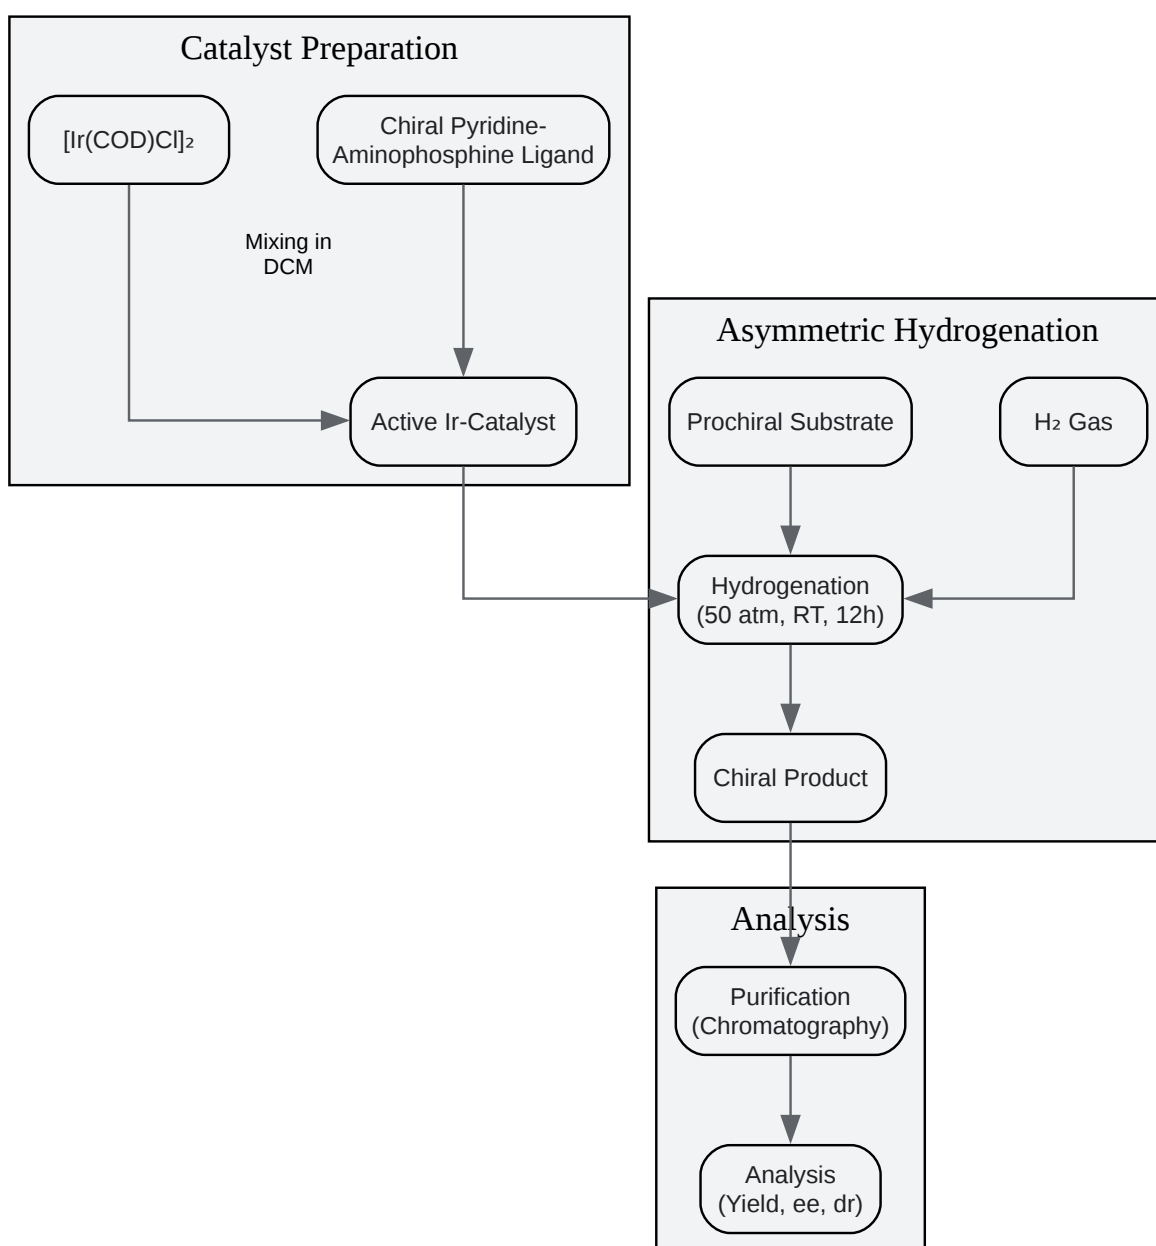 Catalyst Preparation
[Ir(COD)Cl]₂
Chiral Pyridine-
Aminophosphine Ligand
Mixing in
DCM
Active Ir-Catalyst
Asymmetric Hydrogenation
Prochiral Substrate
H₂ Gas
Hydrogenation
(50 atm, RT, 12h)
Chiral Product
Analysis
Purification
(Chromatography)
Analysis
(Yield, ee, dr)